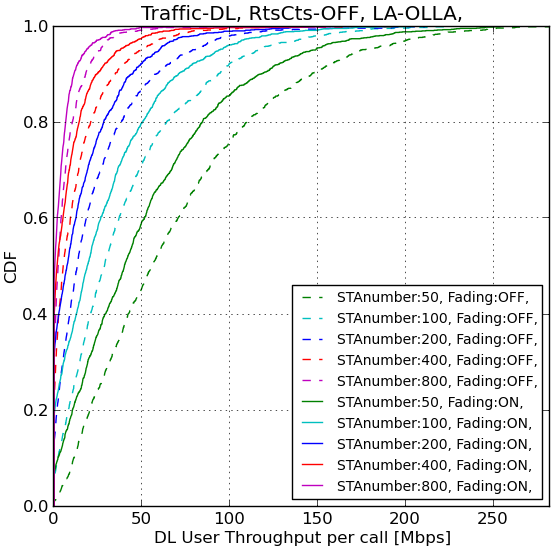 Traffic-DL, RtsCts-OFF, LA-OLLA,
1.0
0.8
0.6
0.4
0.2
0.0
CDF
STAnumber:50, Fading:OFF,
STAnumber:100, Fading:OFF,
STAnumber:200, Fading:OFF,
STAnumber:400, Fading:OFF,
STAnumber:800, Fading:OFF,
STAnumber:50, Fading:ON,
STAnumber:100, Fading:ON,
STAnumber:200, Fading:ON,
STAnumber:400, Fading:ON,
STAnumber:800, Fading:ON,
0 50 100 150 200 250
DL User Throughput per call [Mbps]